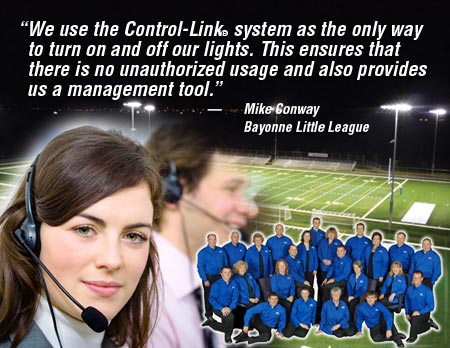 “We use the Control-Link® system as the only way
to turn on and off our lights. This ensures that
there is no unauthorized usage and also provides
us a management tool.”
— Mike Conway
Bayonne Little League